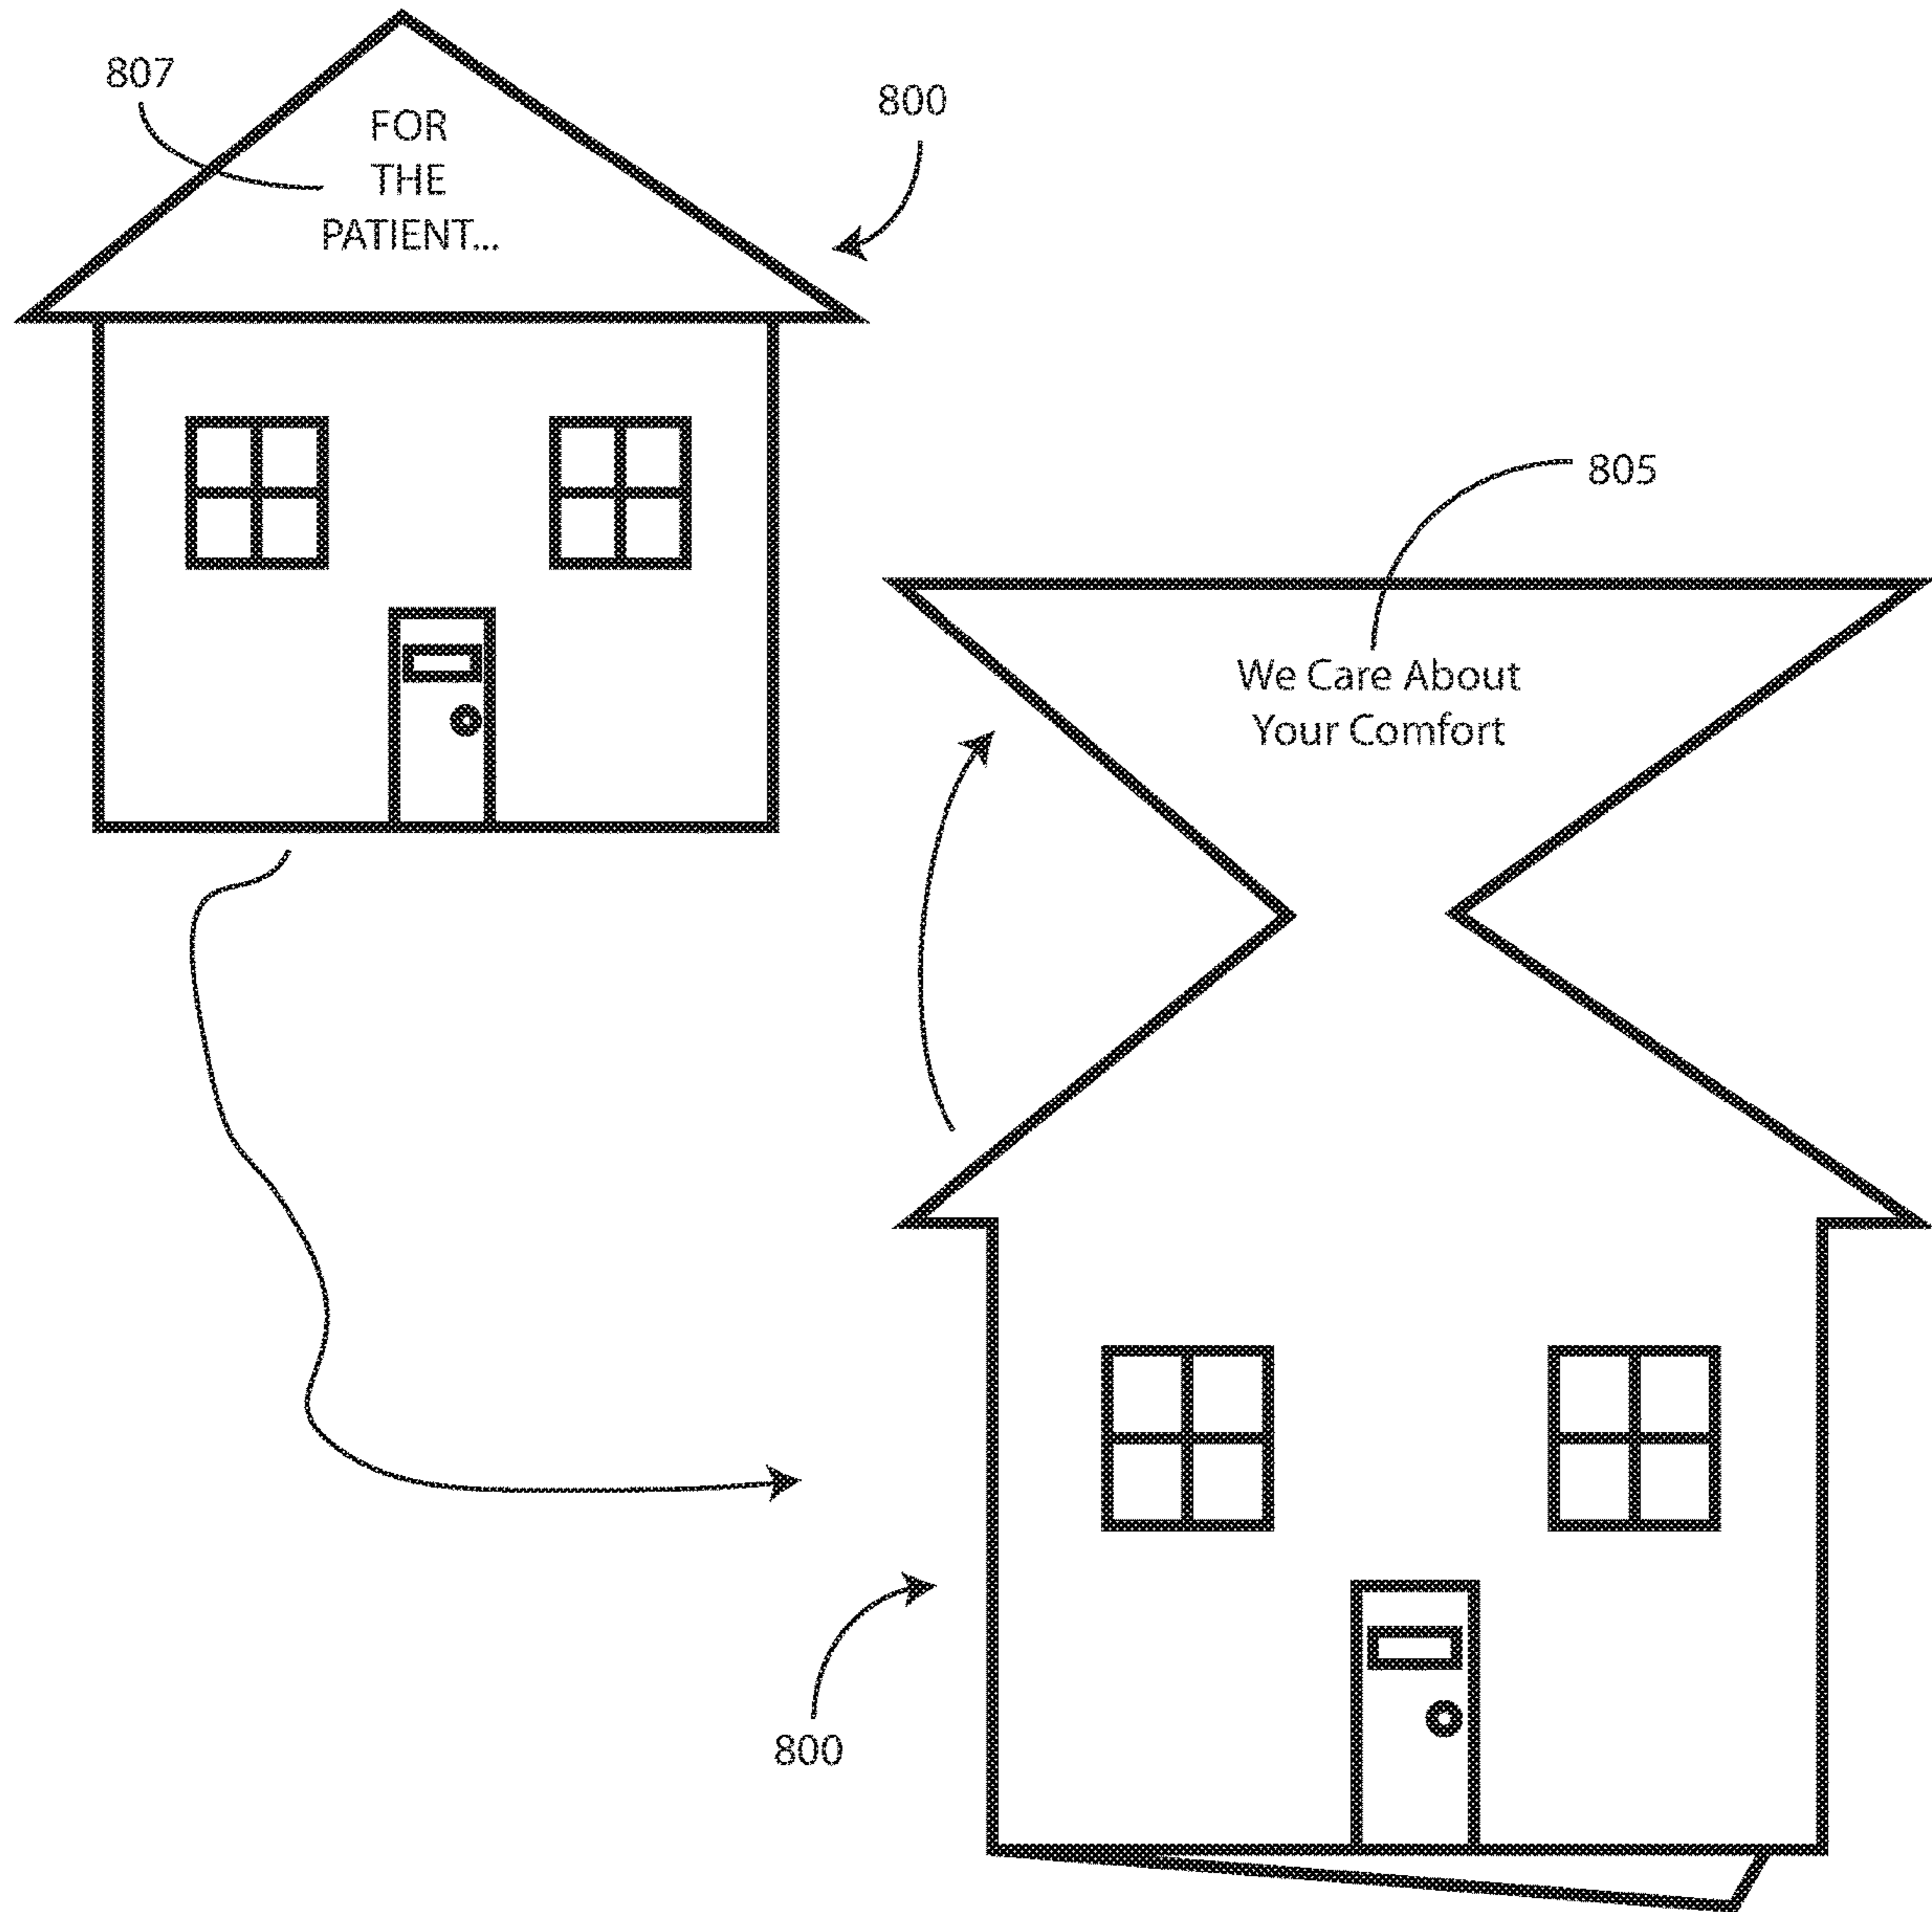 807
800
FOR
THE
PATIENT...
805
We Care About
Your Comfort
800